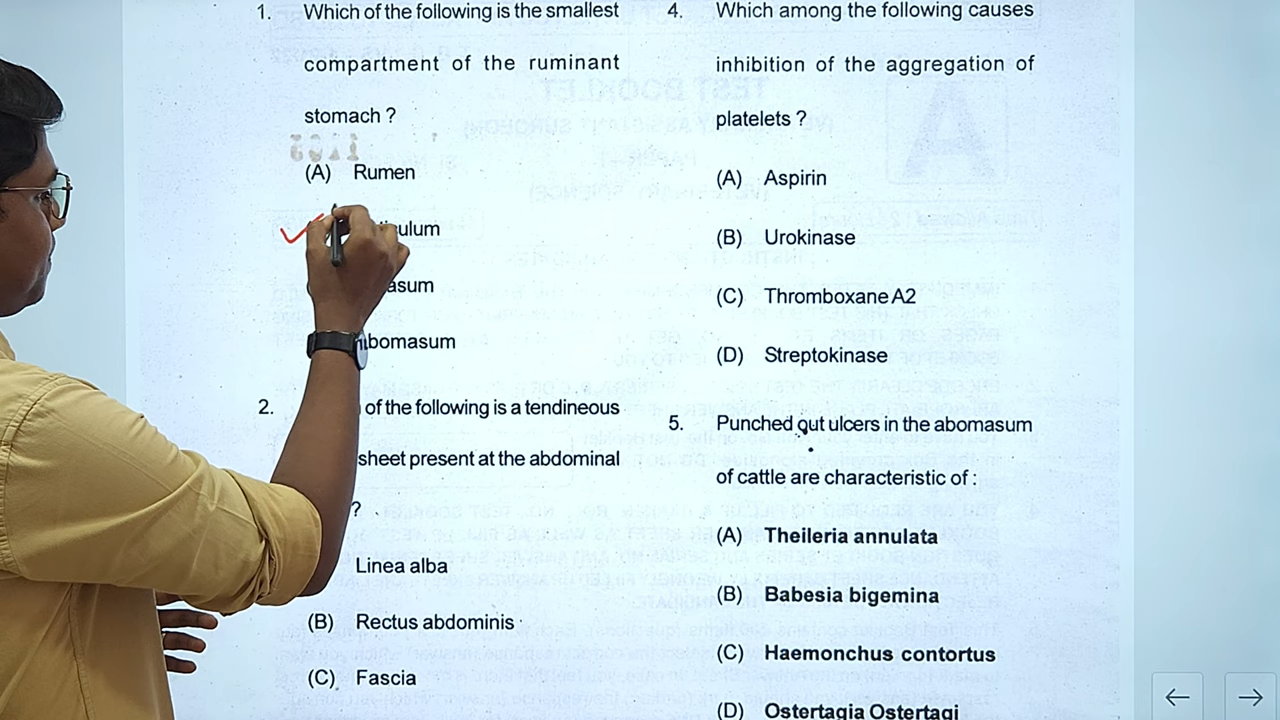 1. Which of the following is the smallest
compartment of the ruminant
stomach ?
(A) Rumen
ulum
asum
bomasum
2. of the following is a tendineous
sheet present at the abdominal
?
Linea alba
(B) Rectus abdominis
(C) Fascia
4. Which among the following causes
inhibition of the aggregation of
platelets ?
(A) Aspirin
(B) Urokinase
(C) Thromboxane A2
(D) Streptokinase
5. Punched out ulcers in the abomasum
of cattle are characteristic of :
(A) Theileria annulata
(B) Babesia bigemina
(C) Haemonchus contortus
(D) Ostertagia Ostertagi